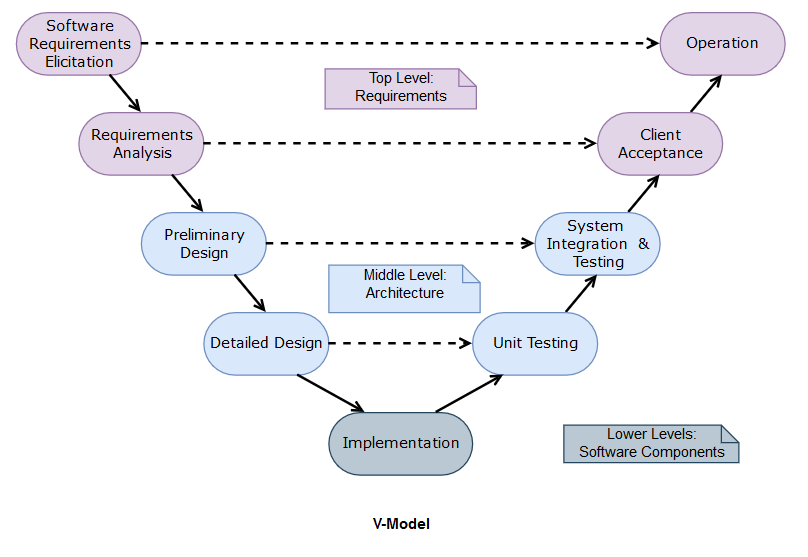 Software
Requirements
Elicitation
Operation
Top Level:
Requirements
Requirements
Analysis
Client
Acceptance
Preliminary
Design
System
Integration &
Testing
Middle Level:
Architecture
Detailed Design
Unit Testing
Implementation
Lower Levels:
Software Components
V-Model